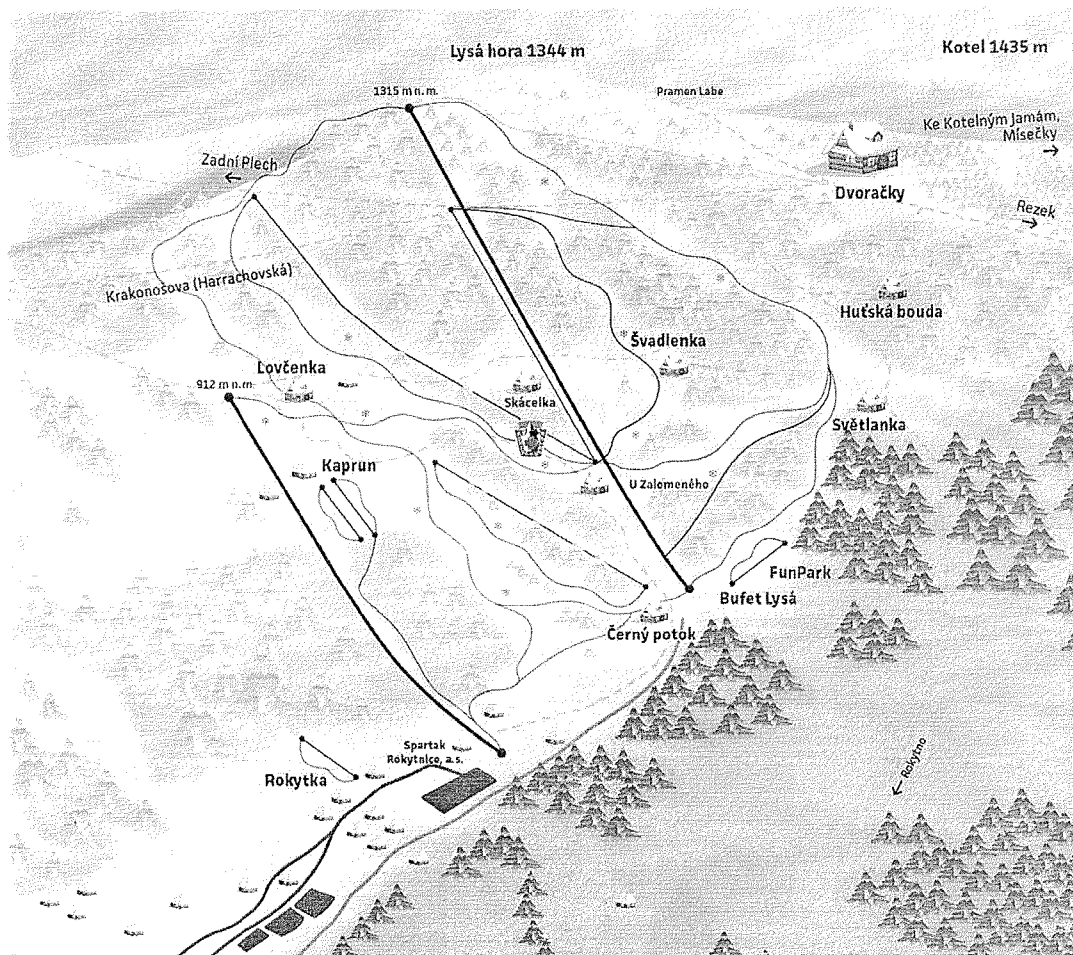 Lysá hora 1344 m
Kotel 1435 m
1315 m n. m.
Pramen Labe
Ke Kotelným Jamám,
Mísečky
Zadní Plech
Dvoračky
Rezek
Krakonošova (Harrachovská)
Huťská bouda
Švadlenka
Lovčenka
912 m n.m.
Skácelka
Světlanka
Kaprun
U Zalomeného
FunPark
Bufet Lysá
Černý potok
Spartak
Rokytnice, a.s.
Rokytka
Rokytno